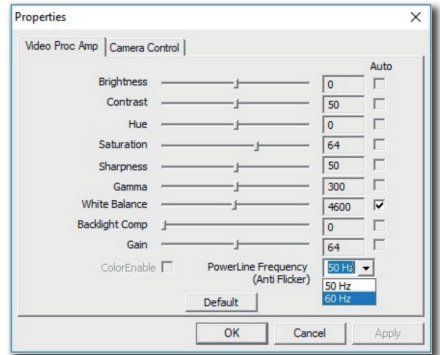 Properties
Video Proc Amp Camera Control
Auto
Brightness 0
Contrast 50
Hue 0
Saturation 64
Sharpness 50
Gamma 300
White Balance 4600
Backlight Comp 0
Gain 64
ColorEnable PowerLine Frequency 50 Hz
(Anti Flicker)
50 Hz
60 Hz
Default
OK Cancel Apply